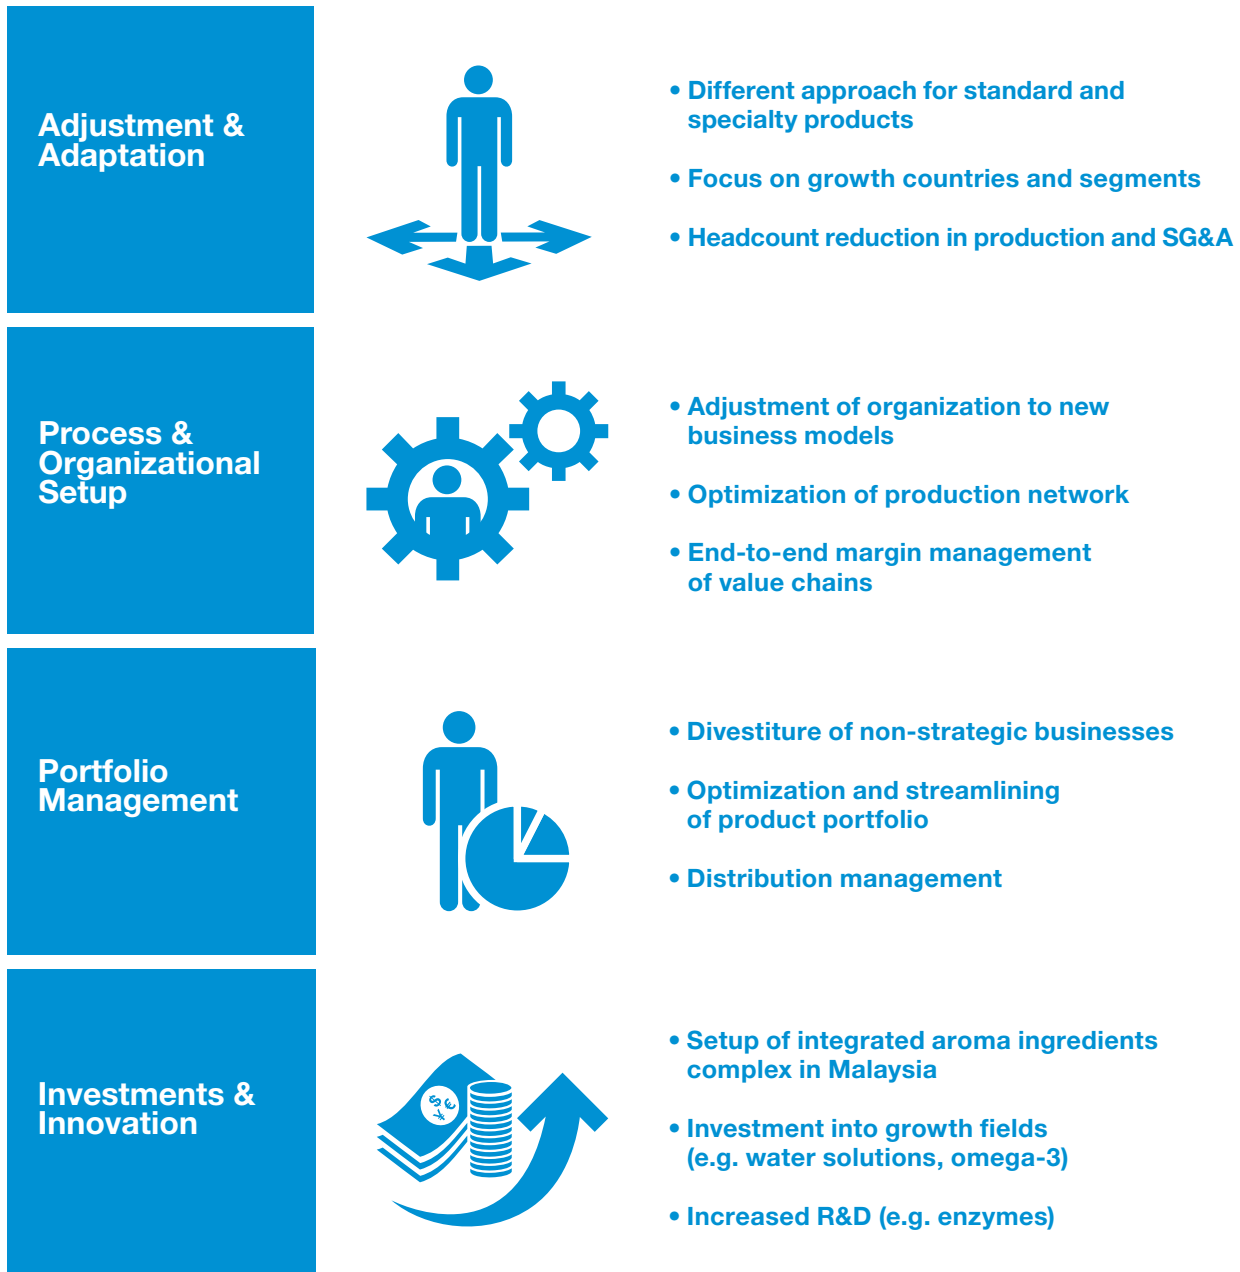 Adjustment &
Adaptation
• Different approach for standard and
specialty products
• Focus on growth countries and segments
• Headcount reduction in production and SG&A
Process &
Organizational
Setup
• Adjustment of organization to new
business models
• Optimization of production network
• End-to-end margin management
of value chains
Portfolio
Management
• Divestiture of non-strategic businesses
• Optimization and streamlining
of product portfolio
• Distribution management
Investments &
Innovation
$ €
¥
• Setup of integrated aroma ingredients
complex in Malaysia
• Investment into growth fields
(e.g. water solutions, omega-3)
• Increased R&D (e.g. enzymes)